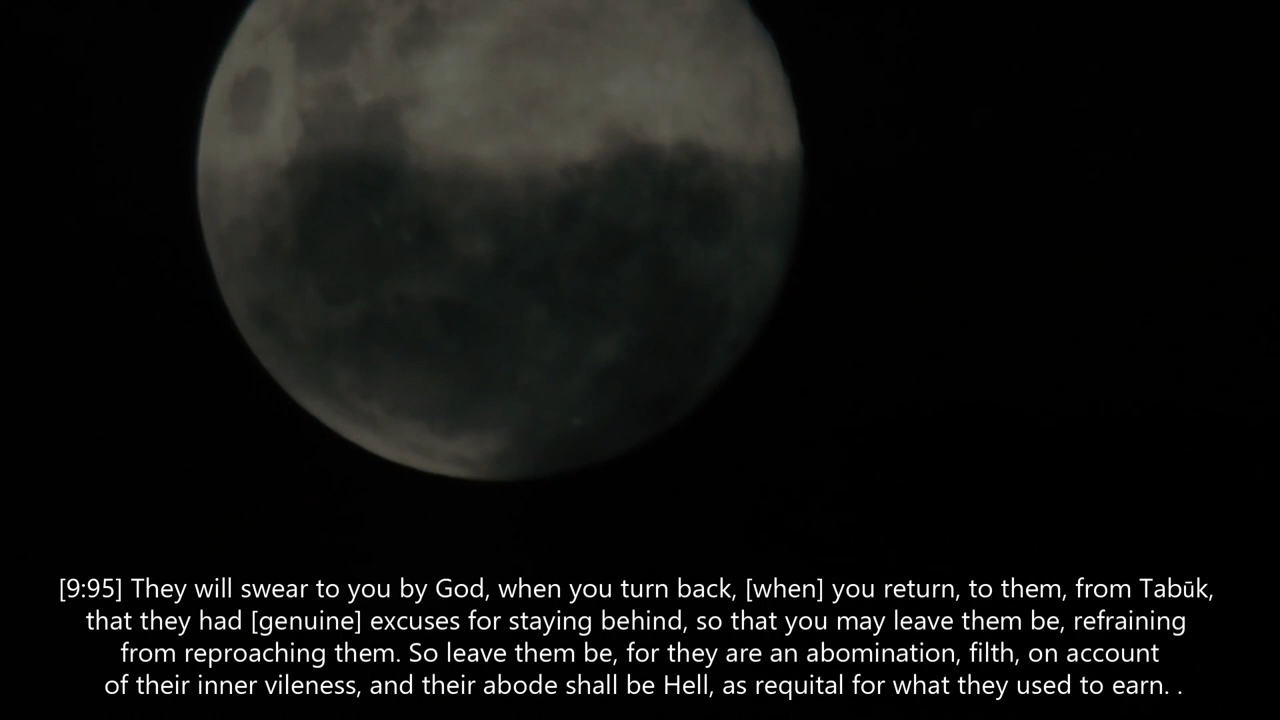 [9:95] They will swear to you by God, when you turn back, [when] you return, to them, from Tabūk,
that they had [genuine] excuses for staying behind, so that you may leave them be, refraining
from reproaching them. So leave them be, for they are an abomination, filth, on account
of their inner vileness, and their abode shall be Hell, as requital for what they used to earn. .